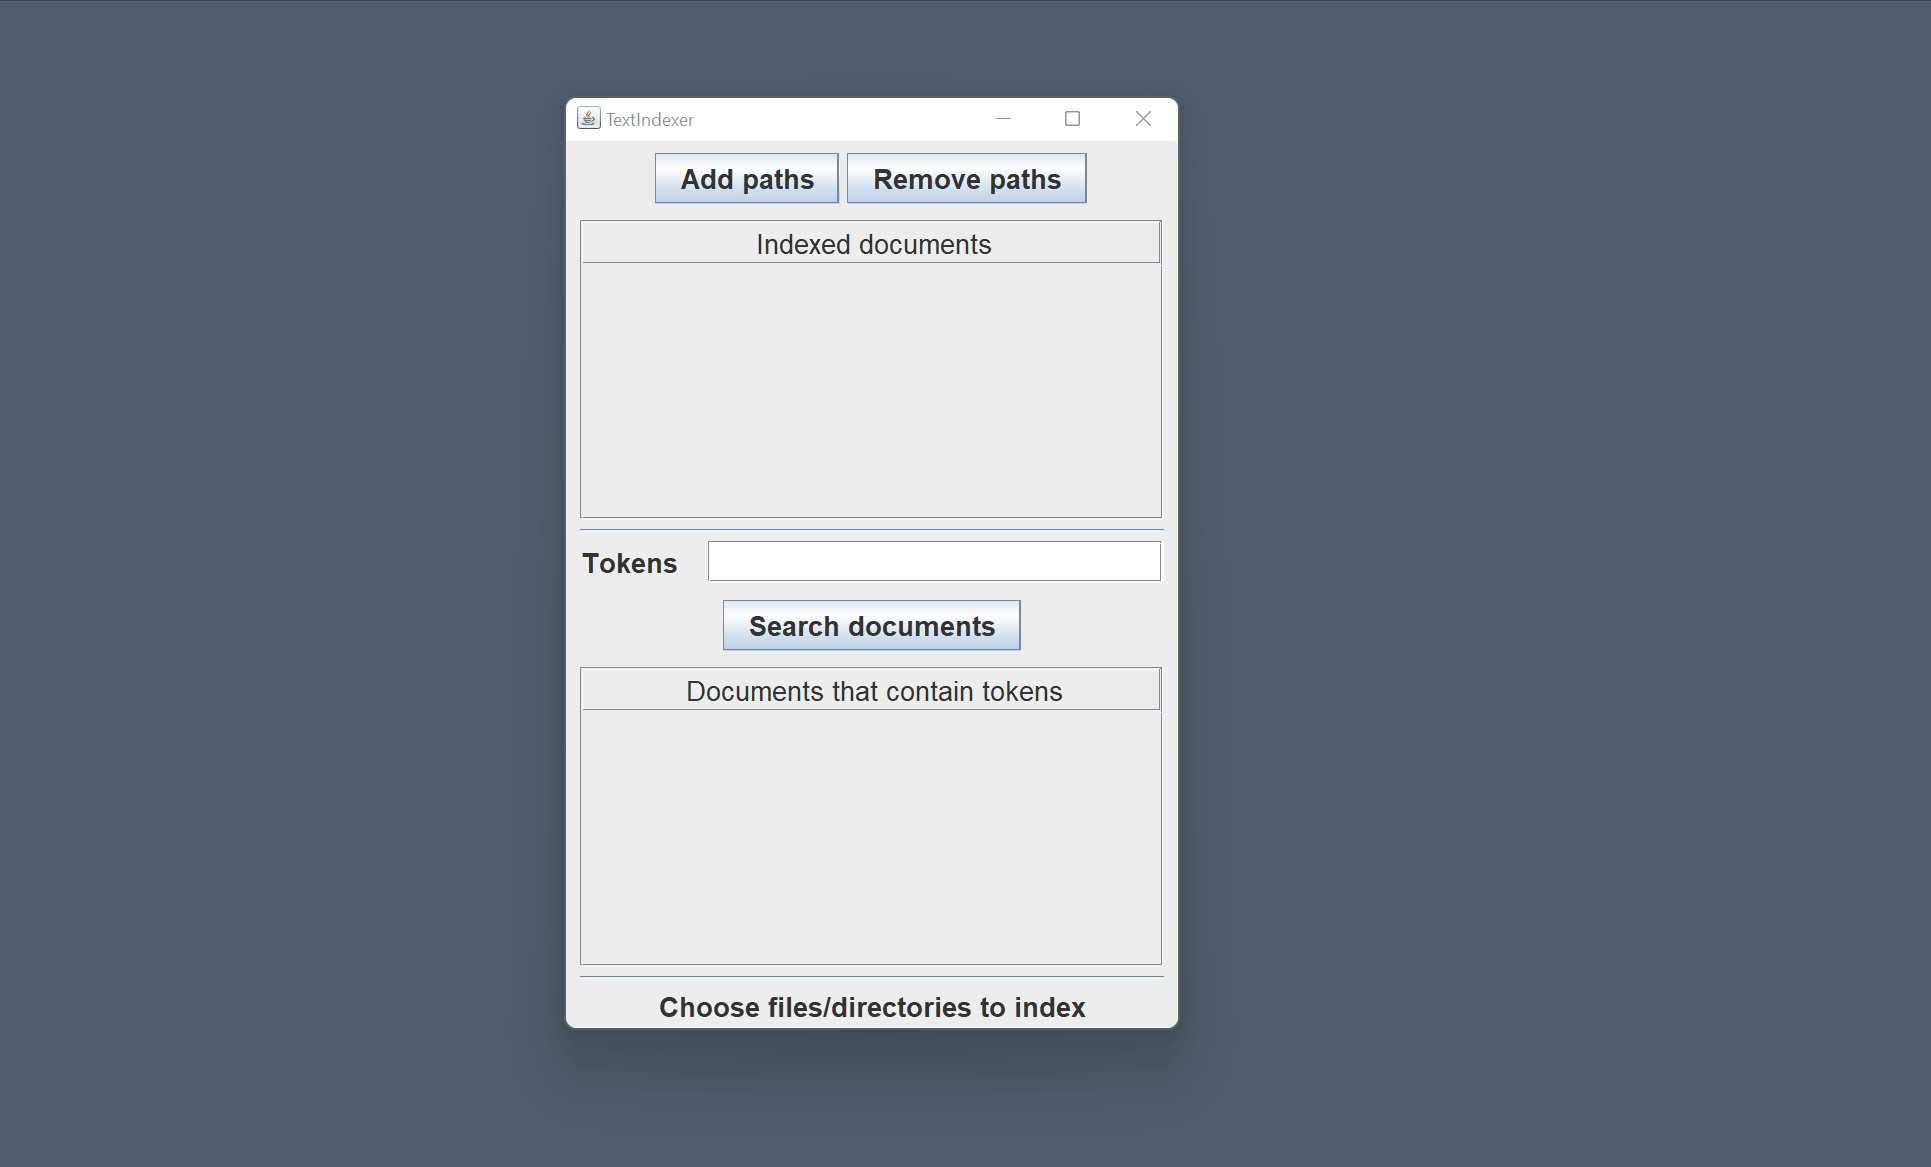 TextIndexer
Add paths Remove paths
Indexed documents
Tokens
Search documents
Documents that contain tokens
Choose files/directories to index